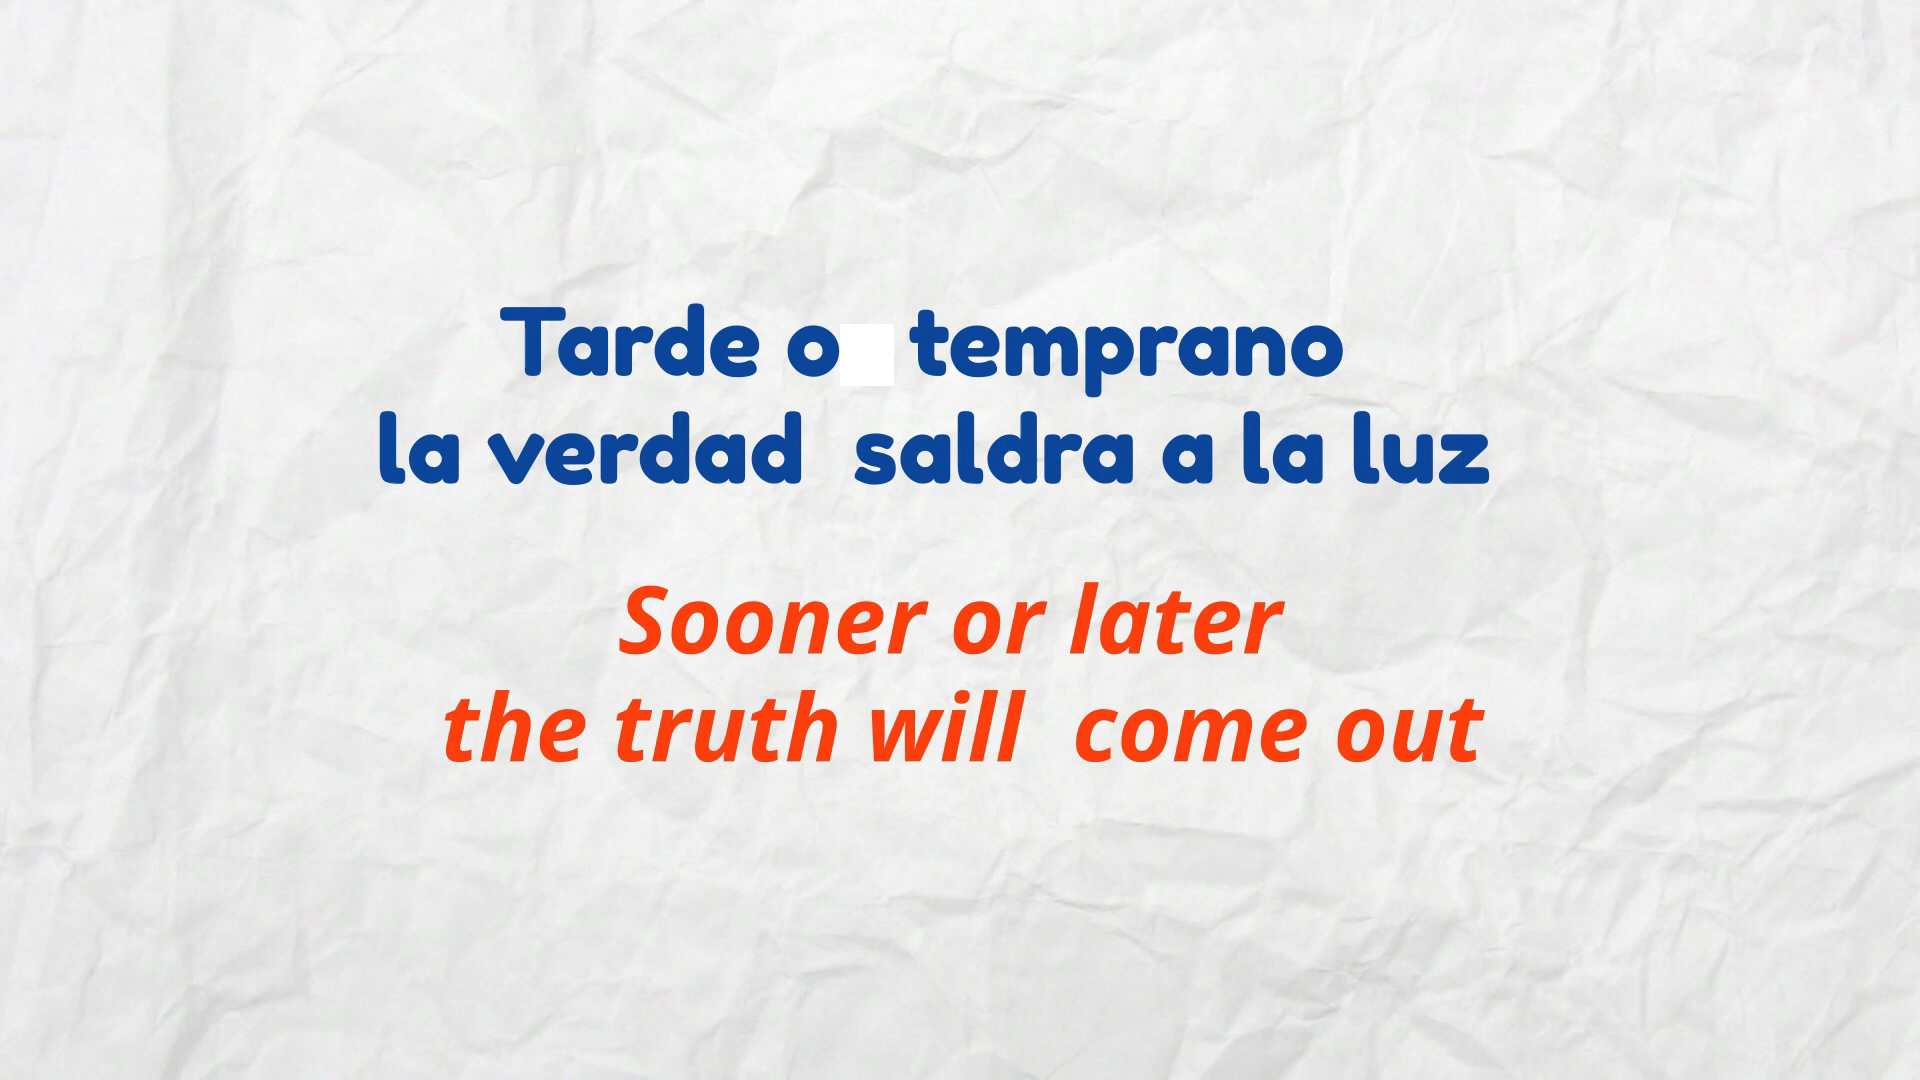 Tarde o temprano
la verdad saldra a la luz
Sooner or later
the truth will come out